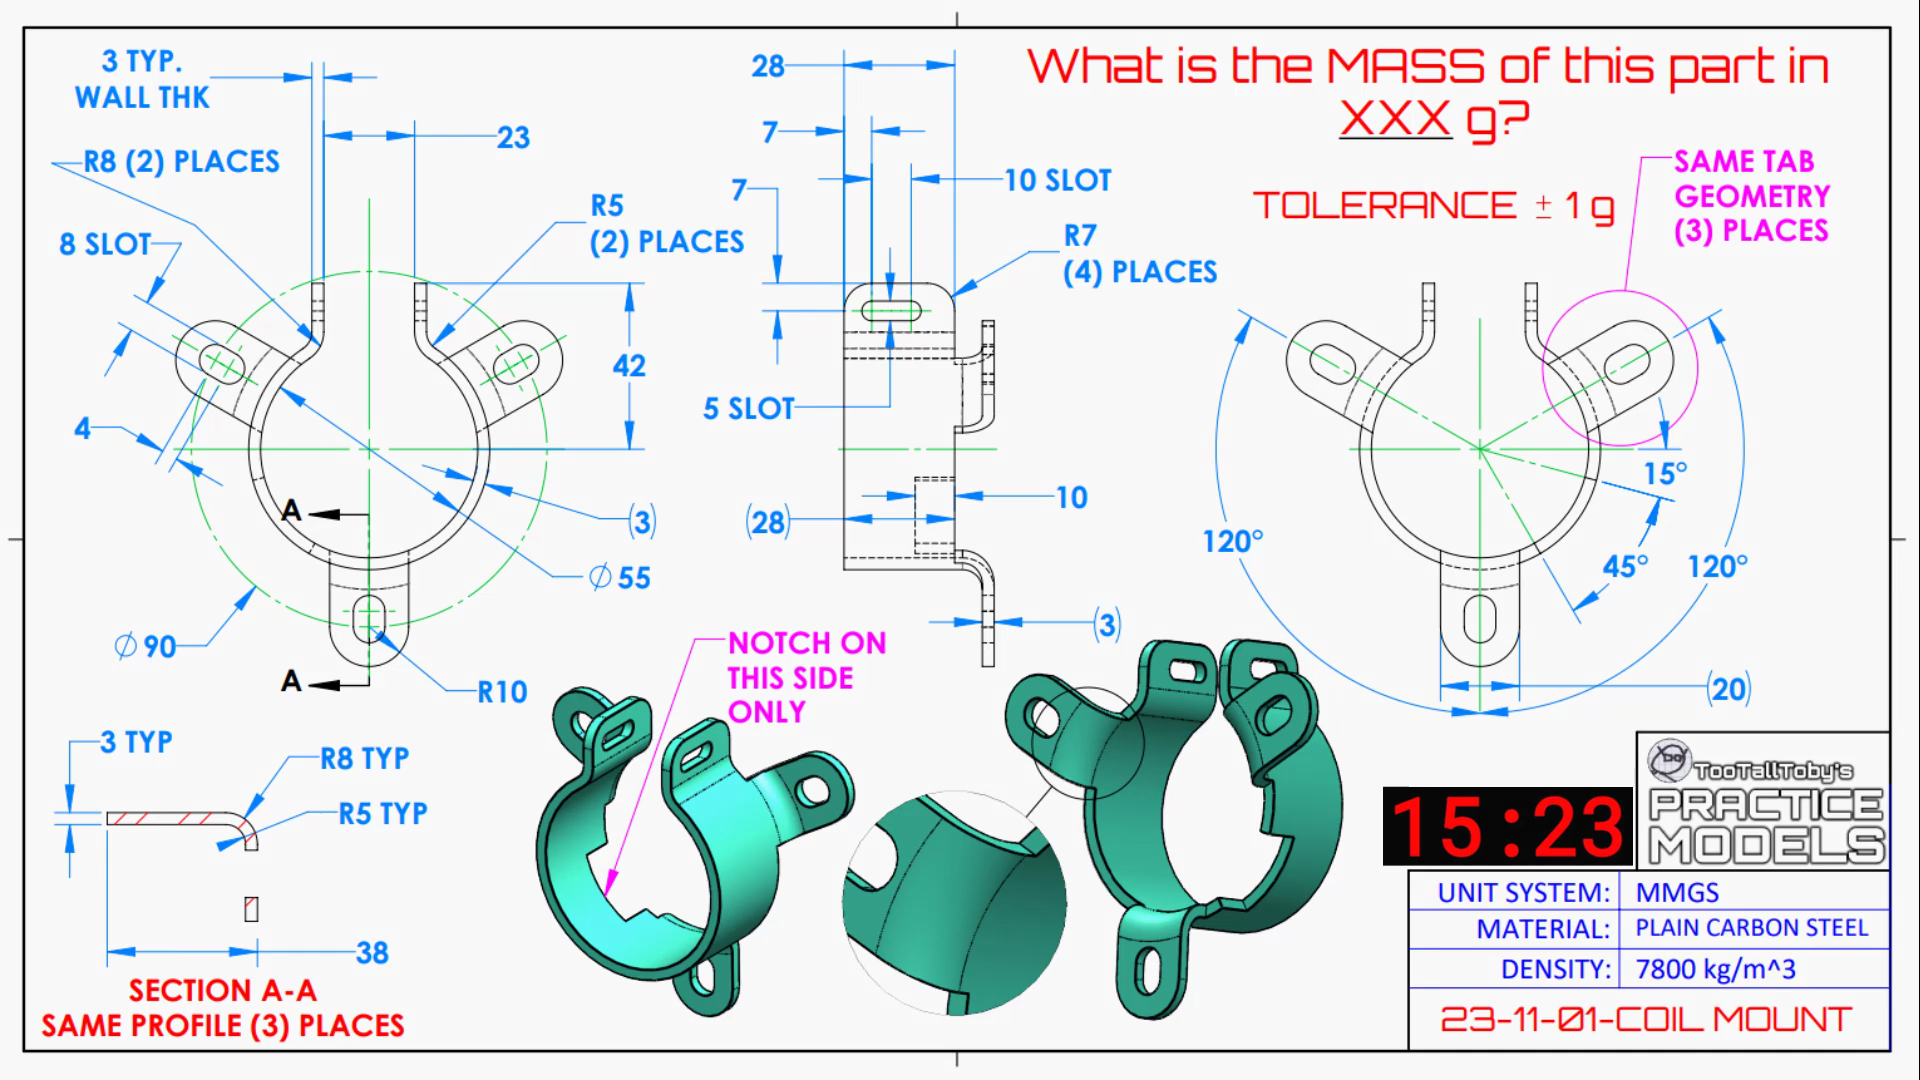 3 TYP.
WALL THK
R8 (2) PLACES
8 SLOT
4
23
R5
(2) PLACES
42
A
A
(3)
Ø 55
Ø 90
R10
28
7
7
10 SLOT
R7
(4) PLACES
5 SLOT
10
(28)
(3)
What is the MASS of this part in
XXX g?
TOLERANCE ± 1 g
SAME TAB
GEOMETRY
(3) PLACES
15°
45°
120°
120°
(20)
3 TYP
R8 TYP
R5 TYP
38
SECTION A-A
SAME PROFILE (3) PLACES
NOTCH ON
THIS SIDE
ONLY
15:23
TooTallToby's
PRACTICE
MODELS
UNIT SYSTEM: MMGS
MATERIAL: PLAIN CARBON STEEL
DENSITY: 7800 kg/m^3
23-11-01-COIL MOUNT